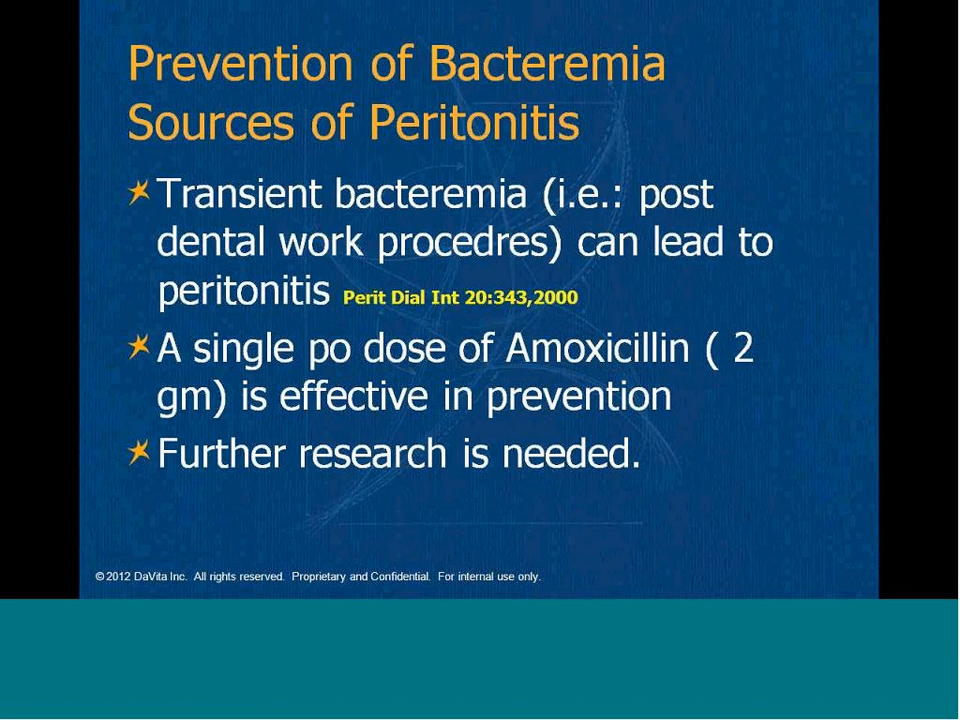 Prevention of Bacteremia
Sources of Peritonitis
Transient bacteremia (i.e.: post
dental work procedres) can lead to
peritonitis Perit Dial Int 20:343,2000
A single po dose of Amoxicillin ( 2
gm) is effective in prevention
Further research is needed.
© 2012 DaVita Inc. All rights reserved. Proprietary and Confidential. For internal use only.